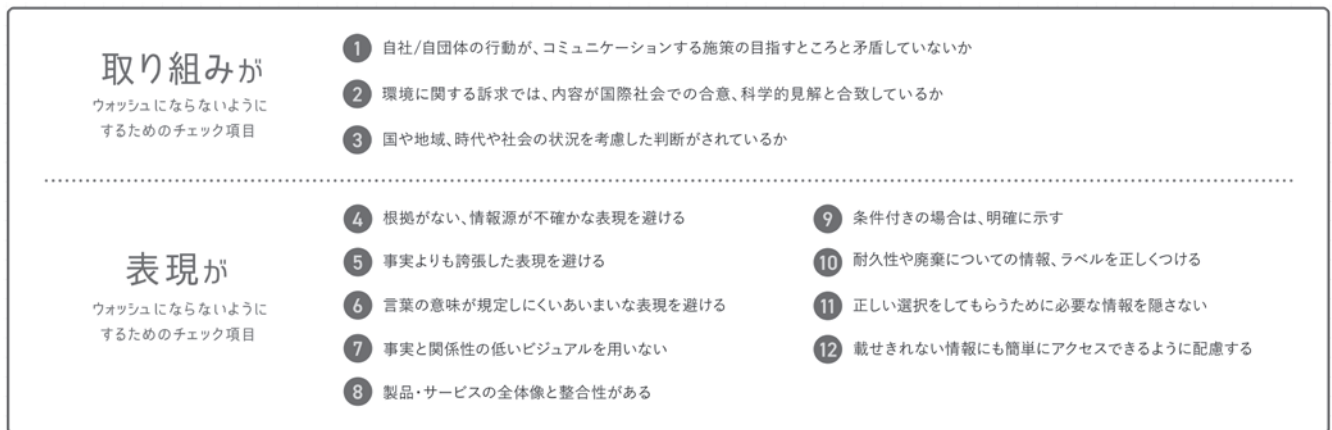 取り組みが
ウォッシュにならないように
するためのチェック項目
1 自社/自団体の行動が、コミュニケーションする施策の目指すところと矛盾していないか
2 環境に関する訴求では、内容が国際社会での合意、科学的見解と合致しているか
3 国や地域、時代や社会の状況を考慮した判断がされているか
表現が
ウォッシュにならないように
するためのチェック項目
4 根拠がない、情報源が不確かな表現を避ける
5 事実よりも誇張した表現を避ける
6 言葉の意味が規定しにくいあいまいな表現を避ける
7 事実と関係性の低いビジュアルを用いない
8 製品・サービスの全体像と整合性がある
9 条件付きの場合は、明確に示す
10 耐久性や廃棄についての情報、ラベルを正しくつける
11 正しい選択をしてもらうために必要な情報を隠さない
12 載せきれない情報にも簡単にアクセスできるように配慮する